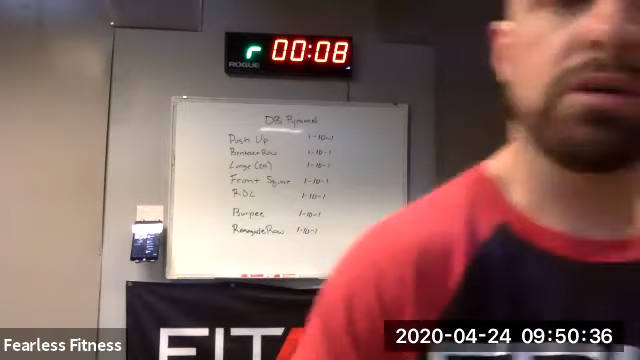 r 00:08
ROGUE
DB Pyramid
Push Up 1-10-1
Bentover Row 1-10-1
Lunge (ea) 1-10-1
Front Squat 1-10-1
RDL 1-10-1
Burpee 1-10-1
Renegade Row 1-10-1
FIT
Fearless Fitness
2020-04-24 09:50:36